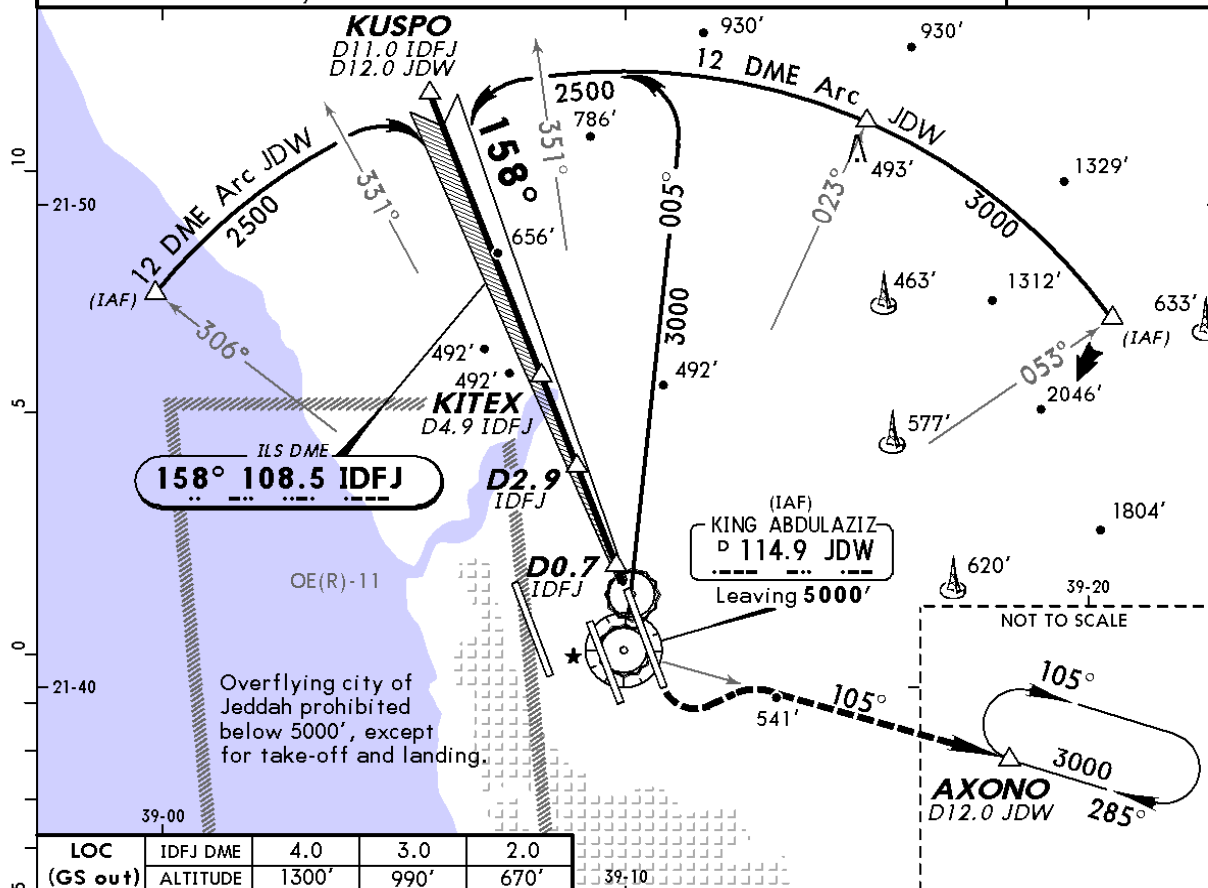 KUSPO
D11.0 IDFJ
D12.0 JDW
930'
930'
12 DME Arc JDW
2500
786'
351°
158°
331°
12 DME Arc JDW
2500
493'
023°
1329'
3000
10
21-50
656'
005°
(IAF)
306°
463'
1312'
633'
(IAF)
3000
053°
492'
492'
492'
2046'
KITEX
D4.9 IDFJ
577'
5
ILS DME
158° 108.5 IDFJ
D2.9
IDFJ
(IAF)
KING ABDULAZIZ
D 114.9 JDW
Leaving 5000'
1804'
D0.7
IDFJ
OE(R)-11
620'
39-20
NOT TO SCALE
0
21-40
Overflying city of
Jeddah prohibited
below 5000', except
for take-off and landing.
105°
541'
105°
3000
285°
AXONO
D12.0 JDW
39-00
LOC
(GS out)
IDFJ DME 4.0 3.0 2.0
ALTITUDE 1300' 990' 670'
39-10